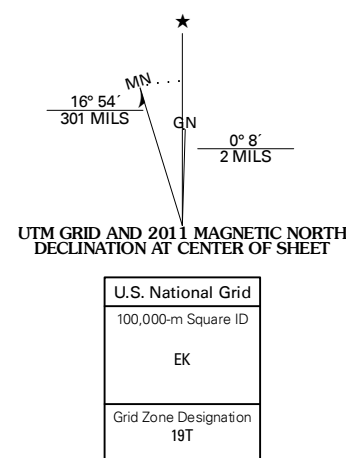 ★
MN
16° 54´
301 MILS
GN
0° 8´
2 MILS
UTM GRID AND 2011 MAGNETIC NORTH
DECLINATION AT CENTER OF SHEET
U.S. National Grid
100,000-m Square ID
EK
Grid Zone Designation
19T